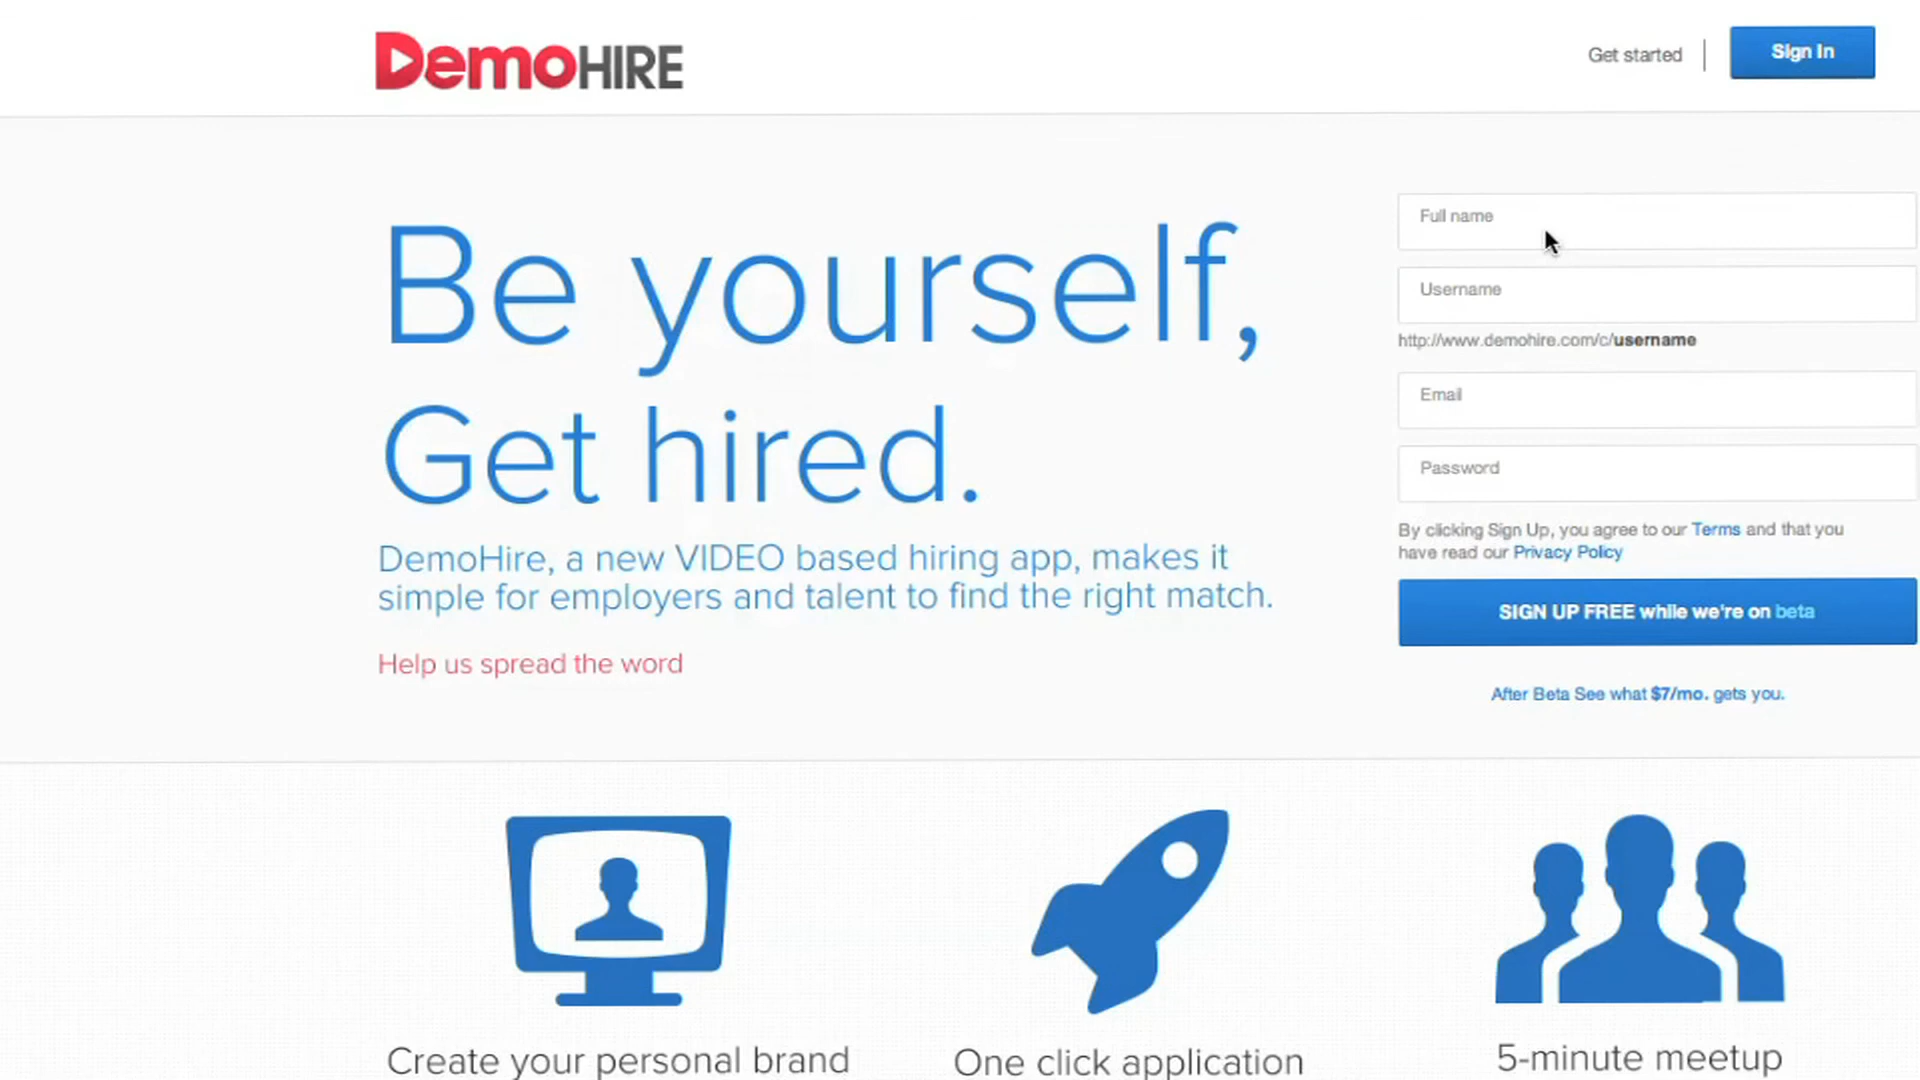 DemoHIRE
Get started
Sign In
Be yourself,
Get hired.
DemoHire, a new VIDEO based hiring app, makes it
simple for employers and talent to find the right match.
Help us spread the word
Full name
Username
http://www.demohire.com/c/username
Email
Password
By clicking Sign Up, you agree to our Terms and that you
have read our Privacy Policy
SIGN UP FREE while we're on beta
After Beta See what $7/mo. gets you.
Create your personal brand
One click application
5-minute meetup